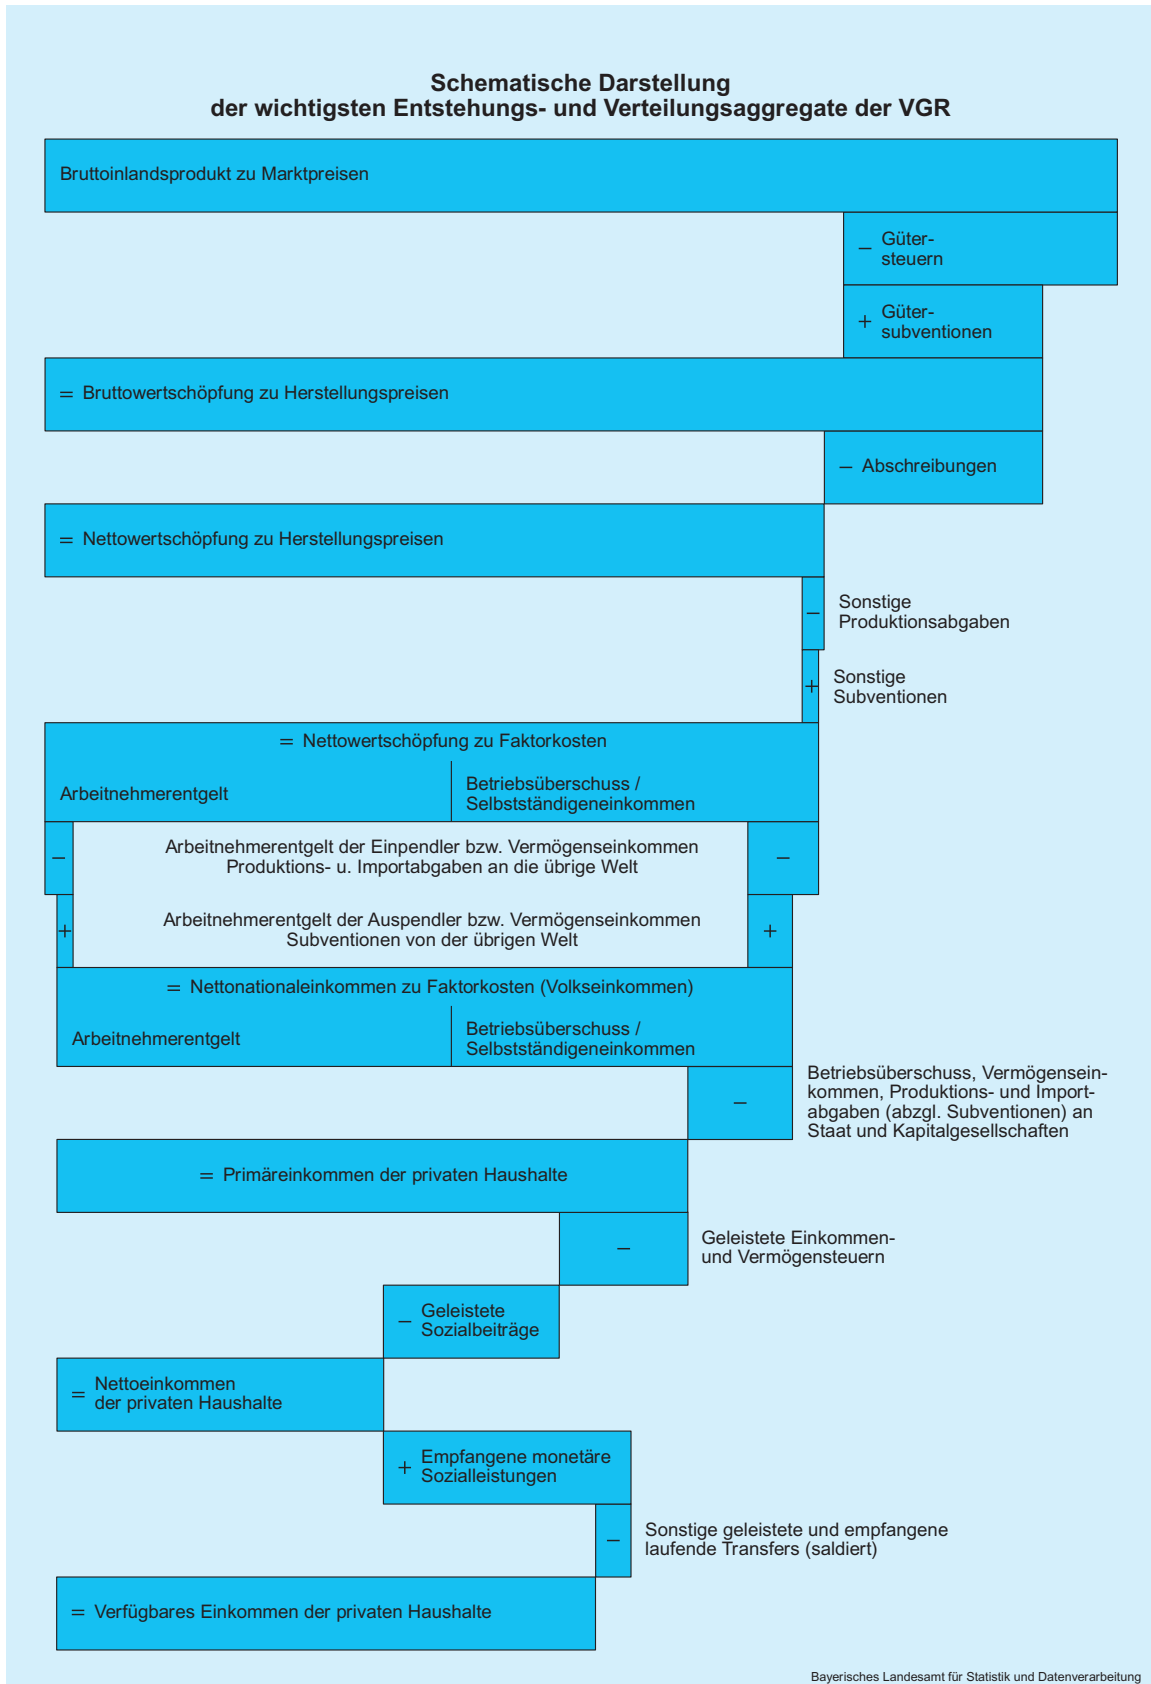 Schematische Darstellung
der wichtigsten Entstehungs- und Verteilungsaggregate der VGR
Bruttoinlandsprodukt zu Marktpreisen
− Güter-
steuern
+ Güter-
subventionen
= Bruttowertschöpfung zu Herstellungspreisen
− Abschreibungen
= Nettowertschöpfung zu Herstellungspreisen
− Sonstige
Produktionsabgaben
+ Sonstige
Subventionen
= Nettowertschöpfung zu Faktorkosten
Arbeitnehmerentgelt
Betriebsüberschuss /
Selbstständigeneinkommen
− Arbeitnehmerentgelt der Einpendler bzw. Vermögenseinkommen −
Produktions- u. Importabgaben an die übrige Welt
+ Arbeitnehmerentgelt der Auspendler bzw. Vermögenseinkommen +
Subventionen von der übrigen Welt
= Nettonationaleinkommen zu Faktorkosten (Volkseinkommen)
Arbeitnehmerentgelt
Betriebsüberschuss /
Selbstständigeneinkommen
− Betriebsüberschuss, Vermögensein-
kommen, Produktions- und Import-
abgaben (abzgl. Subventionen) an
Staat und Kapitalgesellschaften
= Primäreinkommen der privaten Haushalte
− Geleistete Einkommen-
und Vermögensteuern
− Geleistete
Sozialbeiträge
= Nettoeinkommen
der privaten Haushalte
+ Empfangene monetäre
Sozialleistungen
− Sonstige geleistete und empfangene
laufende Transfers (saldiert)
= Verfügbares Einkommen der privaten Haushalte
Bayerisches Landesamt für Statistik und Datenverarbeitung